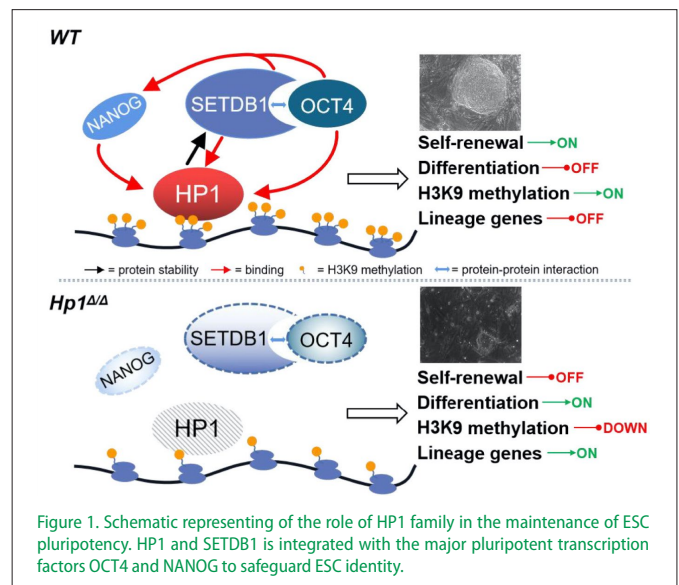 WT
NANOG
SETDB1
OCT4
HP1
Self-renewal ON
Differentiation OFF
H3K9 methylation ON
Lineage genes OFF
= protein stability = binding = H3K9 methylation = protein-protein interaction
Hp1Δ/Δ
NANOG
SETDB1
OCT4
HP1
Self-renewal OFF
Differentiation ON
H3K9 methylation DOWN
Lineage genes ON
Figure 1. Schematic representing of the role of HP1 family in the maintenance of ESC
pluripotency. HP1 and SETDB1 is integrated with the major pluripotent transcription
factors OCT4 and NANOG to safeguard ESC identity.